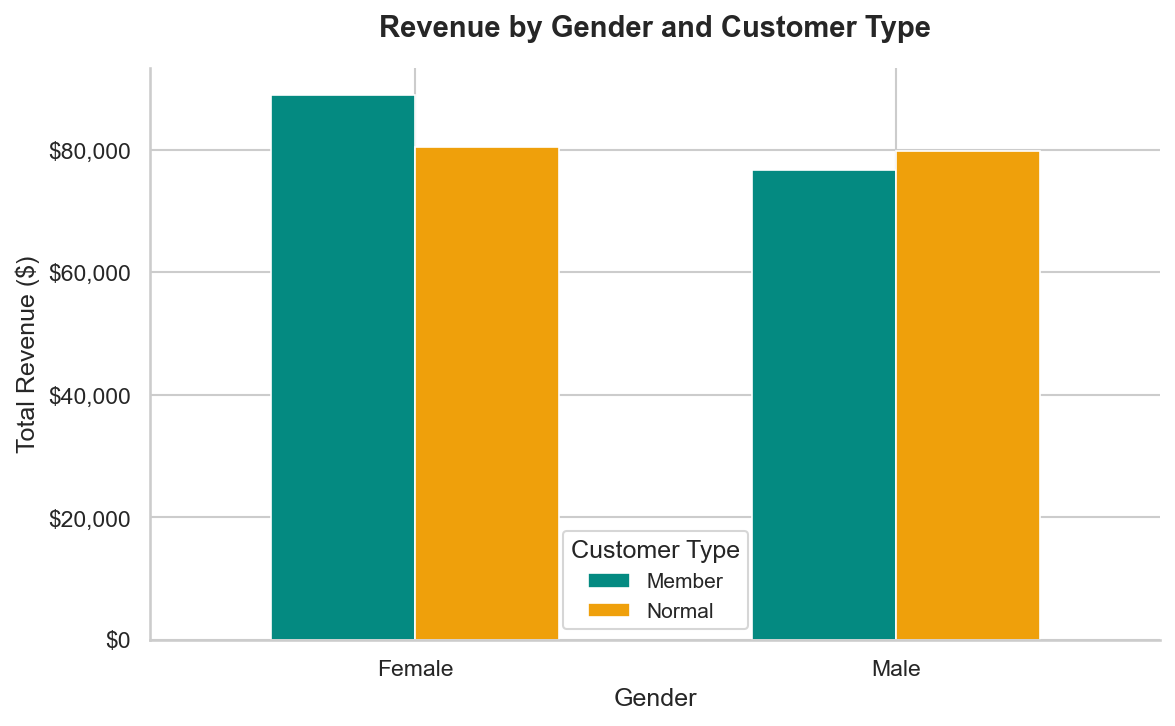 Revenue by Gender and Customer Type
Total Revenue ($)
$80,000
$60,000
$40,000
$20,000
$0
Customer Type
Member
Normal
Female
Male
Gender